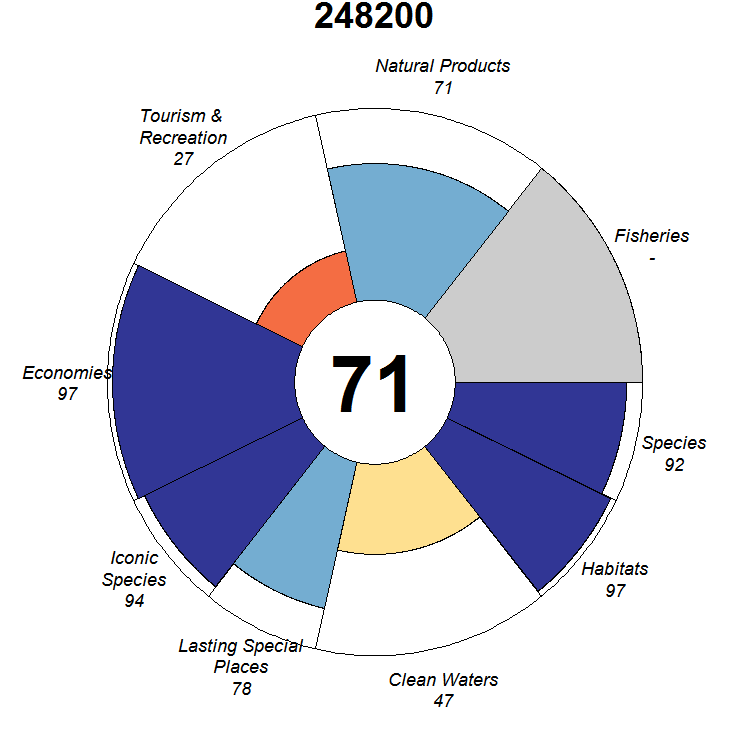 248200
Natural Products
71
Tourism &
Recreation
27
Fisheries
-
Economies
97
71
Species
92
Iconic
Species
94
Habitats
97
Lasting Special
Places
78
Clean Waters
47